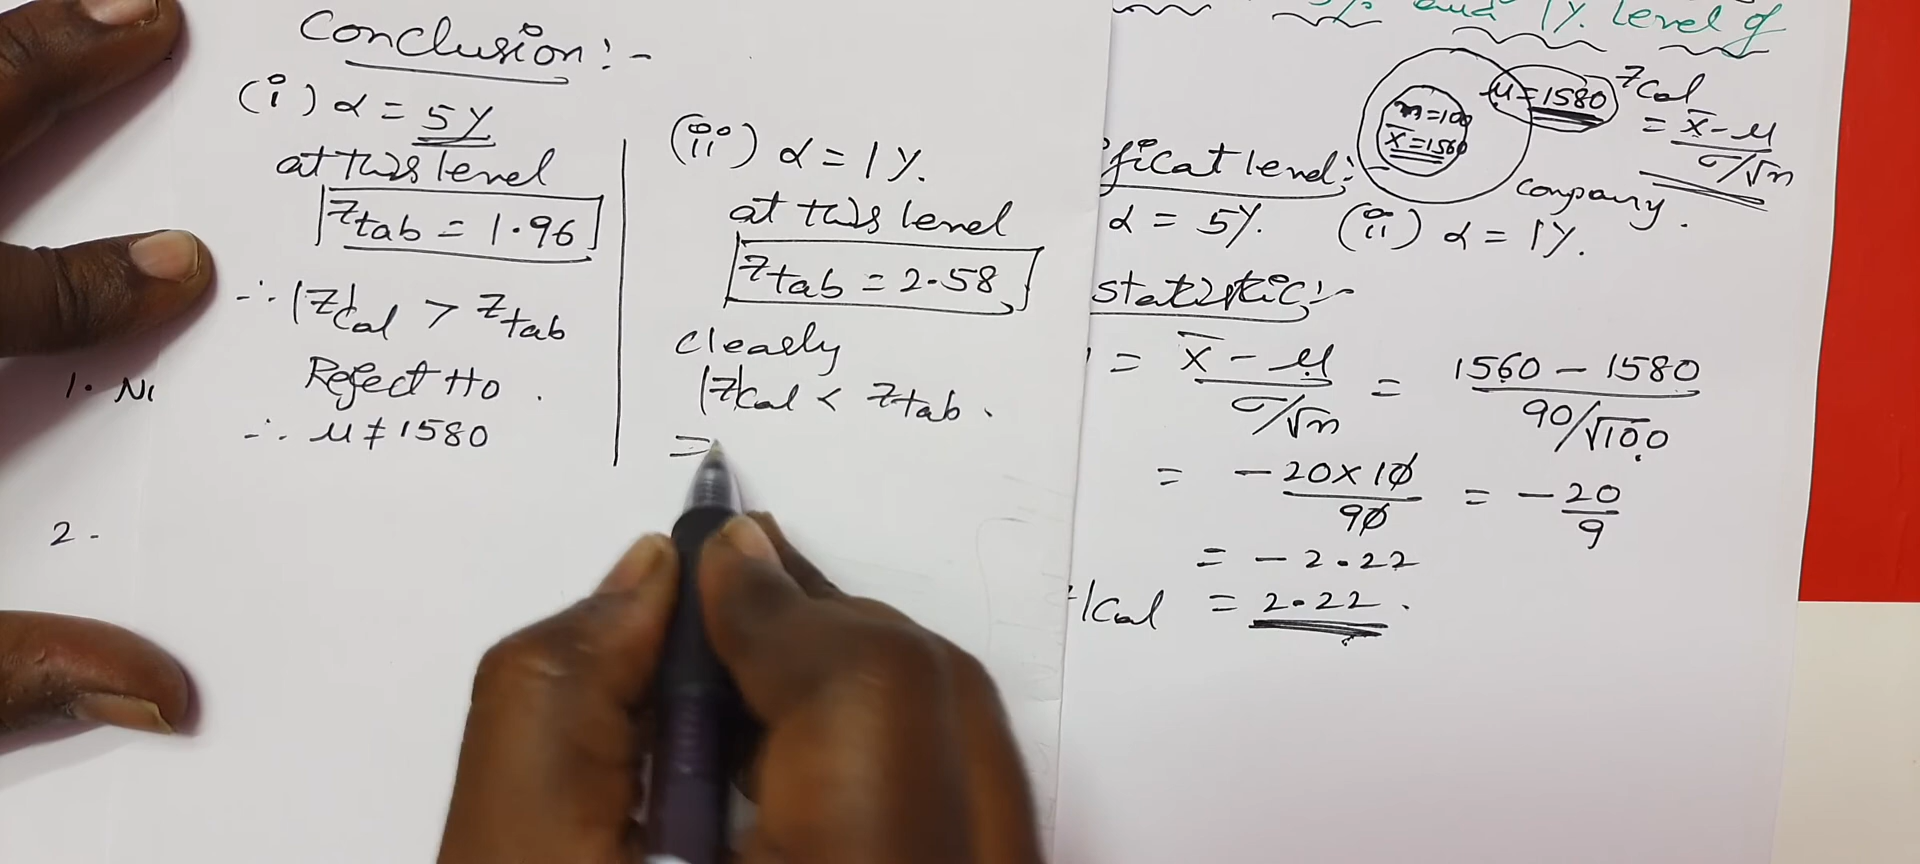 Conclusion :-
(i) α = 5%
at this level
Ztab = 1.96
∴ |Z|cal > Ztab
Reject H0.
∴ μ ≠ 1580
(ii) α = 1%.
at this level
Ztab = 2.58
clearly
|Z|cal < Ztab.
=
1. N
2 -
and 1% Level of
n=100
x̄=1560
μ=1580
company.
Zcal
= x̄-μ
σ/√n
ficat level:
α = 5%. (ii) α = 1%.
statistic:-
= x̄ - μ / σ/√n = 1560 - 1580 / 90/√100
= -20×10 / 90 = -20/9
= -2.22
|cal = 2.22.